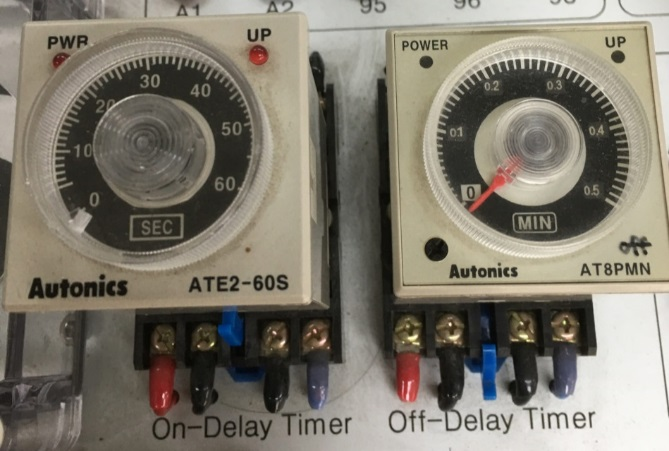 A1 A2 95 96
PWR UP
0 10 20 30 40 50 60
SEC
Autonics ATE2-60S
POWER UP
0 0.1 0.2 0.3 0.4 0.5
MIN
off
Autonics AT8PMN
On-Delay Timer Off-Delay Timer